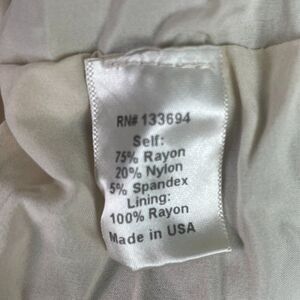 RN# 133694
Self:
75% Rayon
20% Nylon
5% Spandex
Lining:
100% Rayon
Made in USA